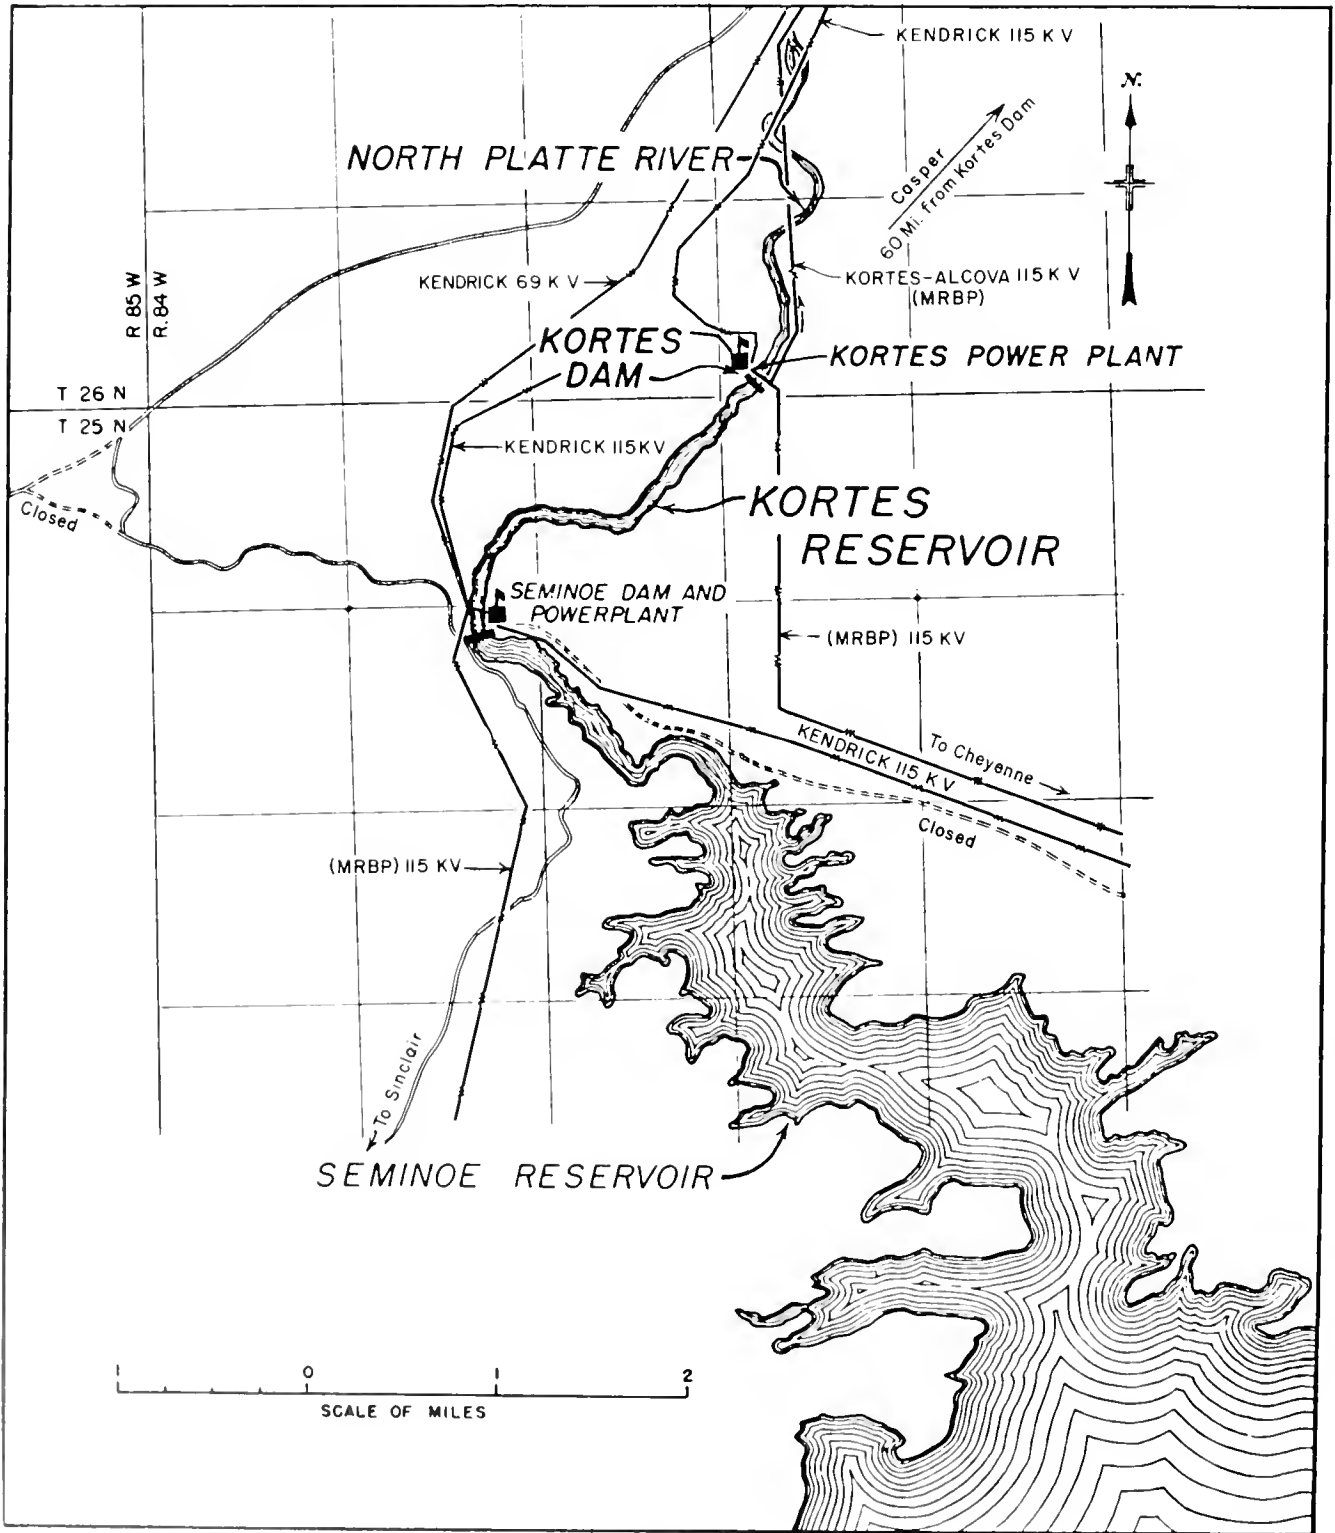 KENDRICK 115 K V
N.
NORTH PLATTE RIVER
Casper
60 Mi. from Kortes Dam
R 85 W
R. 84 W
KENDRICK 69 K V
KORTES-ALCOVA 115 K V
(MRBP)
KORTES
DAM
KORTES POWER PLANT
T 26 N
T 25 N
KENDRICK 115KV
Closed
KORTES
RESERVOIR
SEMINOE DAM AND
POWERPLANT
(MRBP) 115 KV
KENDRICK 115 K V
To Cheyenne
Closed
(MRBP) 115 KV
To Sinclair
SEMINOE RESERVOIR
1 0 1 2
SCALE OF MILES